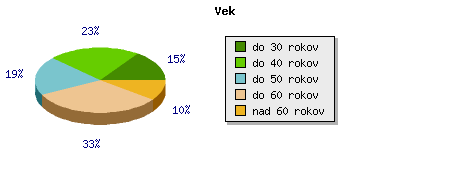 Vek
23%
15%
19%
10%
33%
do 30 rokov
do 40 rokov
do 50 rokov
do 60 rokov
nad 60 rokov